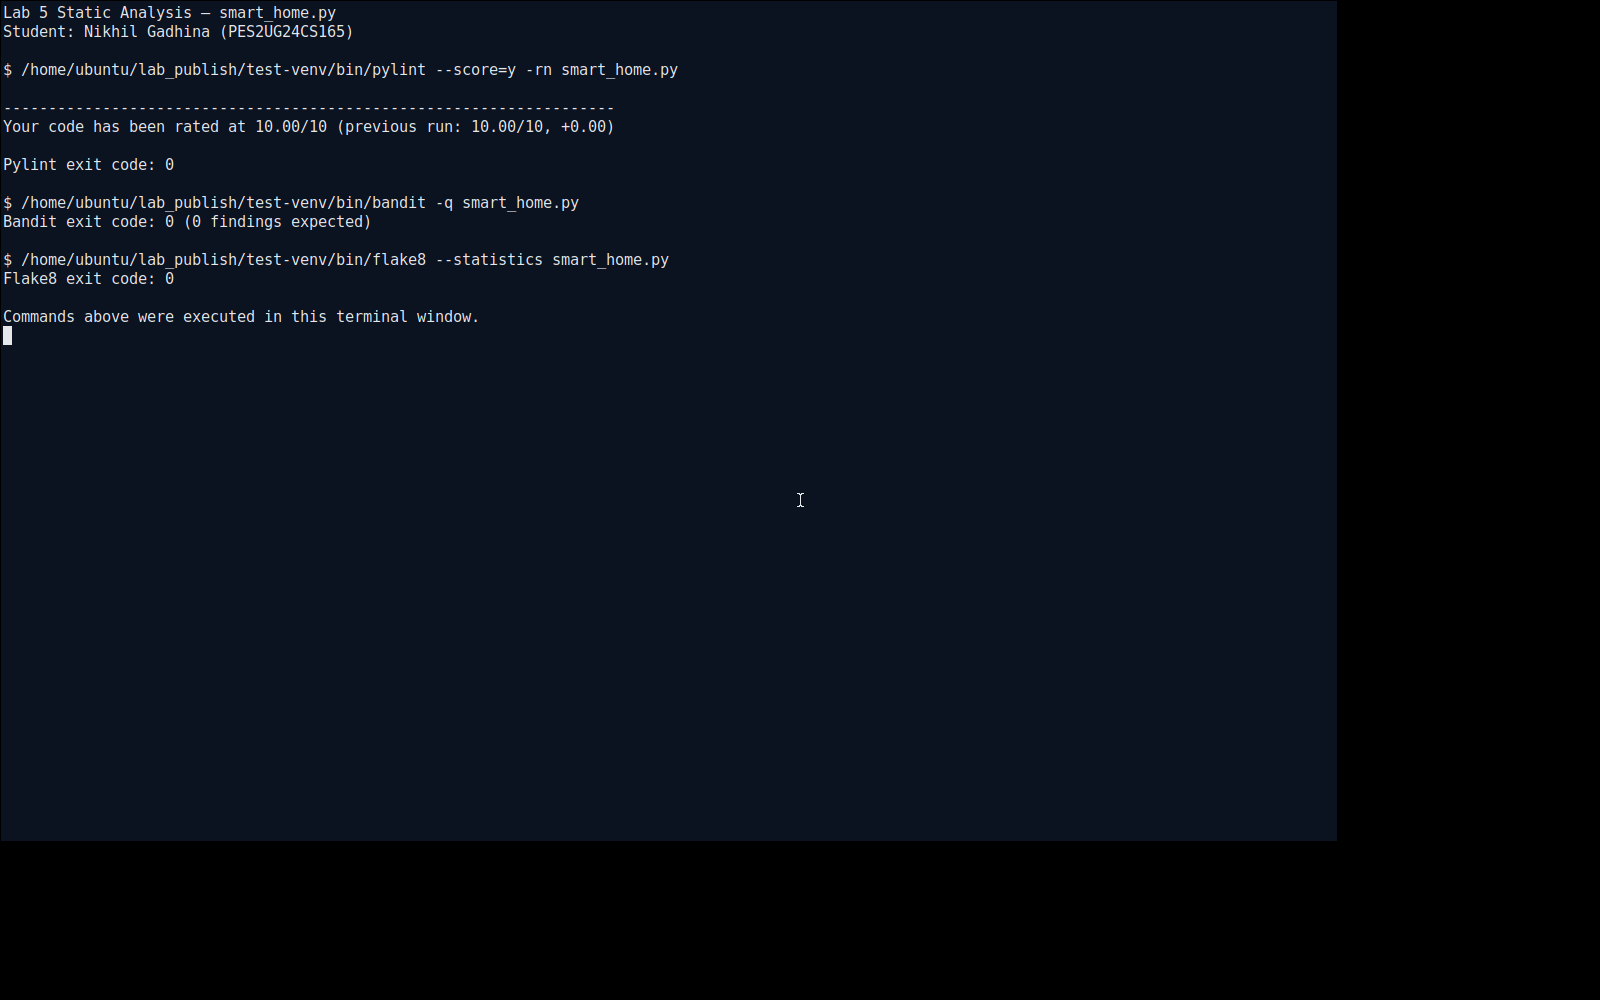 Lab 5 Static Analysis — smart_home.py
Student: Nikhil Gadhina (PES2UG24CS165)
$ /home/ubuntu/lab_publish/test-venv/bin/pylint --score=y -rn smart_home.py
--------------------------------------------------------------------
Your code has been rated at 10.00/10 (previous run: 10.00/10, +0.00)
Pylint exit code: 0
$ /home/ubuntu/lab_publish/test-venv/bin/bandit -q smart_home.py
Bandit exit code: 0 (0 findings expected)
$ /home/ubuntu/lab_publish/test-venv/bin/flake8 --statistics smart_home.py
Flake8 exit code: 0
Commands above were executed in this terminal window.